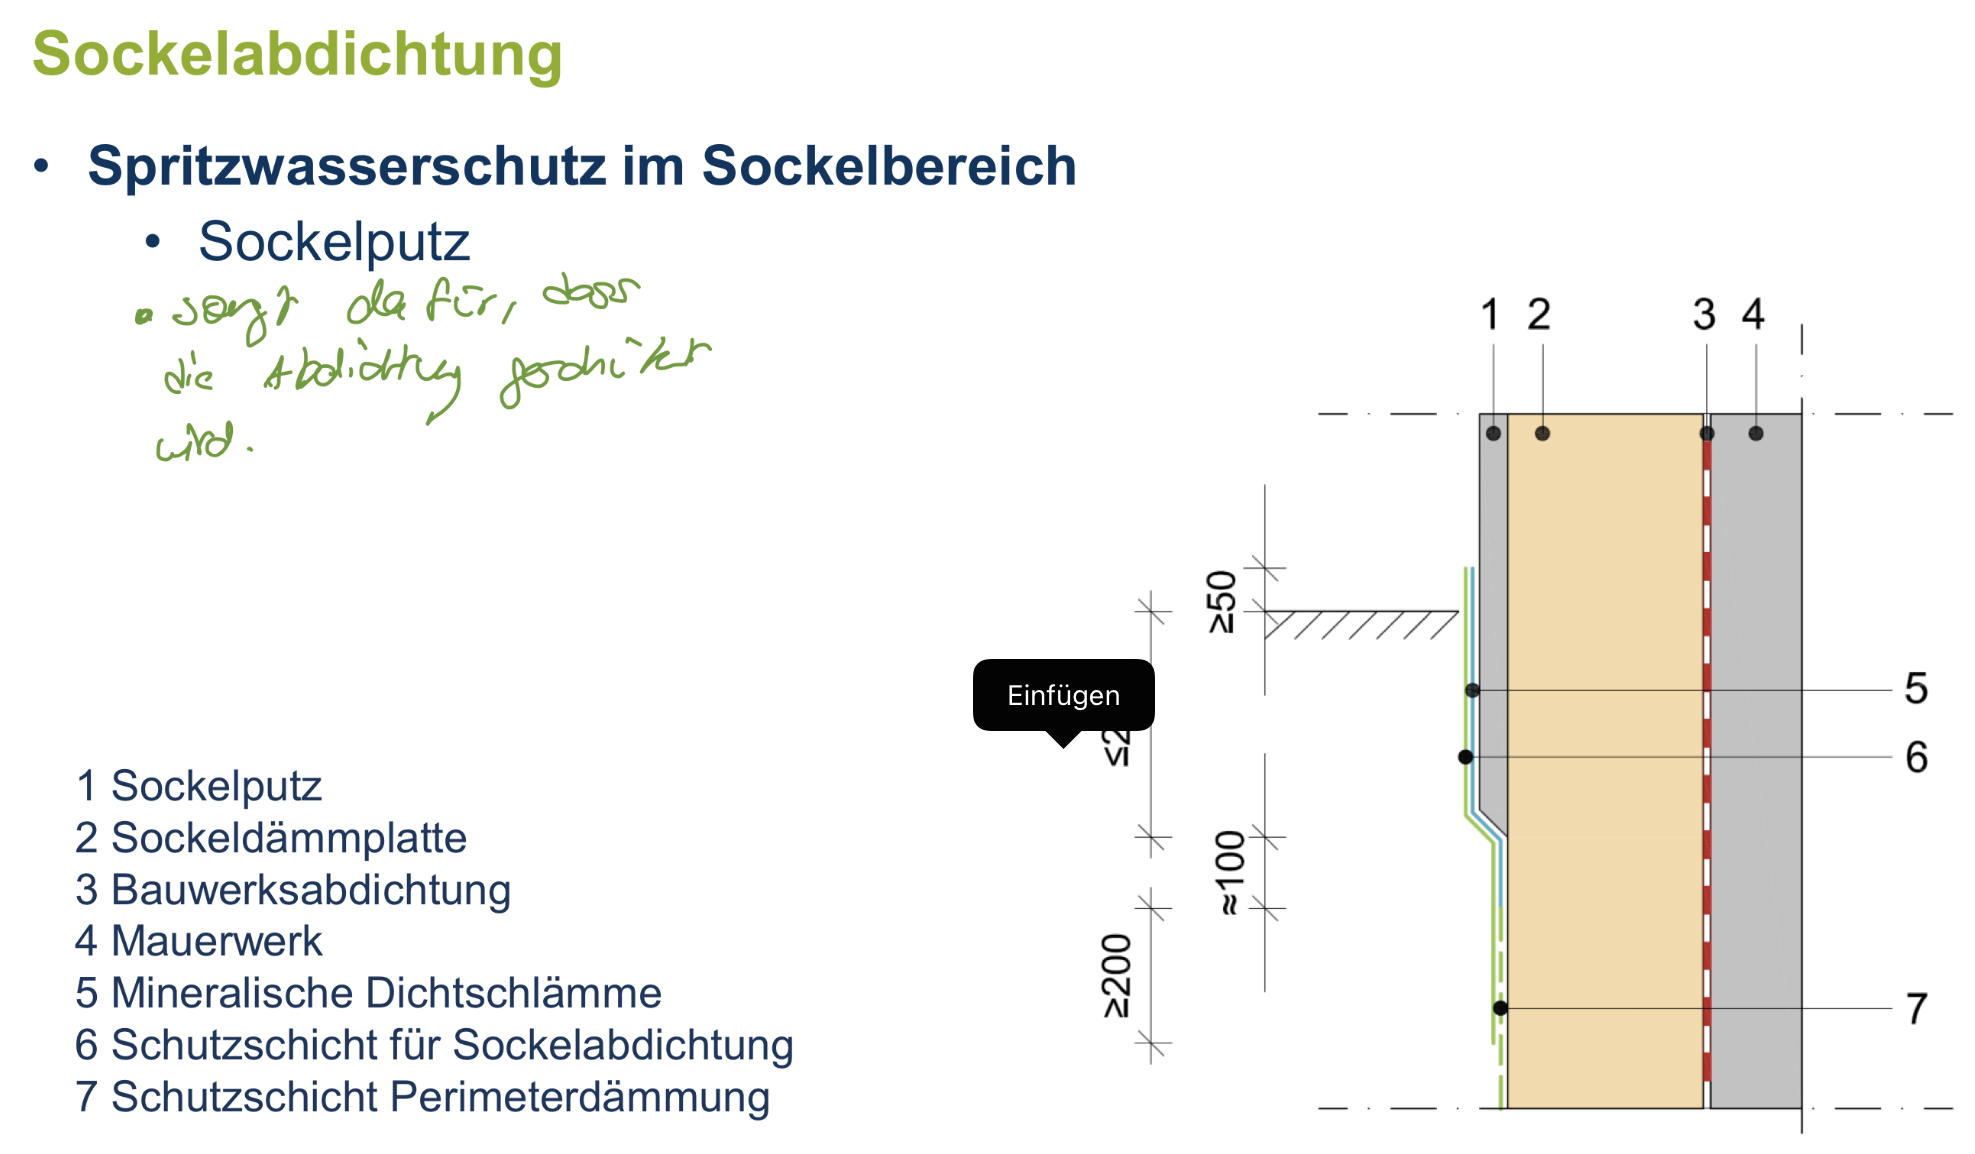 Sockelabdichtung
• Spritzwasserschutz im Sockelbereich
• Sockelputz
• sorgt dafür, dass
die Abdichtung geschützt
wird.
1 2 3 4
≥50
5
Einfügen
≤2
6
1 Sockelputz
2 Sockeldämmplatte
≈100
3 Bauwerksabdichtung
4 Mauerwerk
≥200
5 Mineralische Dichtschlämme
7
6 Schutzschicht für Sockelabdichtung
7 Schutzschicht Perimeterdämmung